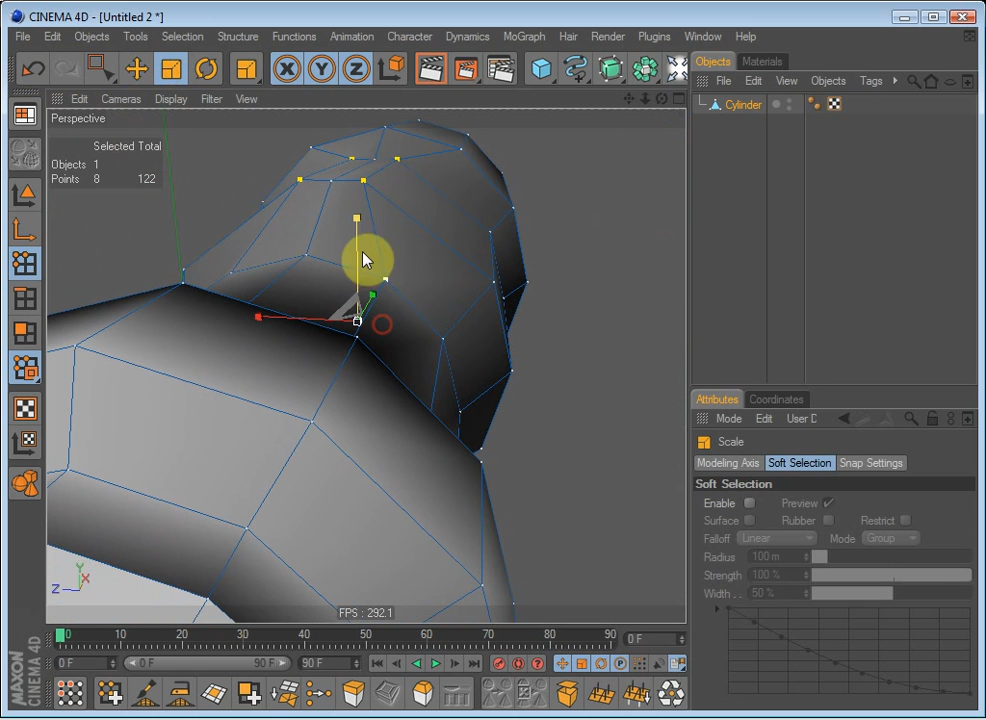 CINEMA 4D - [Untitled 2 *]
File Edit Objects Tools Selection Structure Functions Animation Character Dynamics MoGraph Hair Render Plugins Window Help
Objects Materials
Edit Cameras Display Filter View
File Edit View Objects Tags
Perspective
Cylinder
Selected Total
Objects 1
Points 8 122
Attributes Coordinates
Mode Edit User D
Scale
Modeling Axis Soft Selection Snap Settings
Soft Selection
Enable Preview
Surface Rubber Restrict
Falloff Linear Mode Group
Radius 100 m
Strength 100 %
Width . . 50 %
Y
X
Z
FPS : 292.1
0 10 20 30 40 50 60 70 80 90 0 F
0 F 0 F 90 F 90 F
MAXON
CINEMA 4D